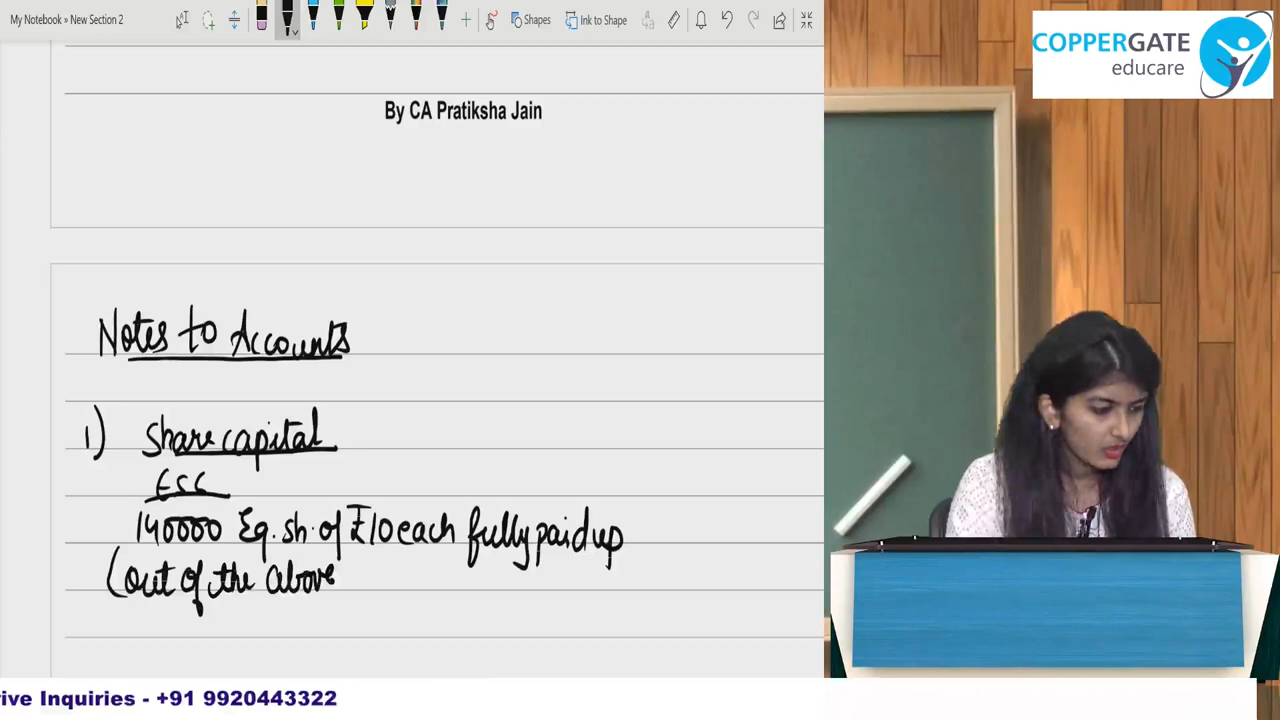 My Notebook » New Section 2
Shapes
Ink to Shape
COPPERGATE
educare
By CA Pratiksha Jain
Notes to Accounts
1) Share capital
ESC
140000 Eq. sh. of ₹10 each fully paid up
(out of the above
ive Inquiries - +91 9920443322